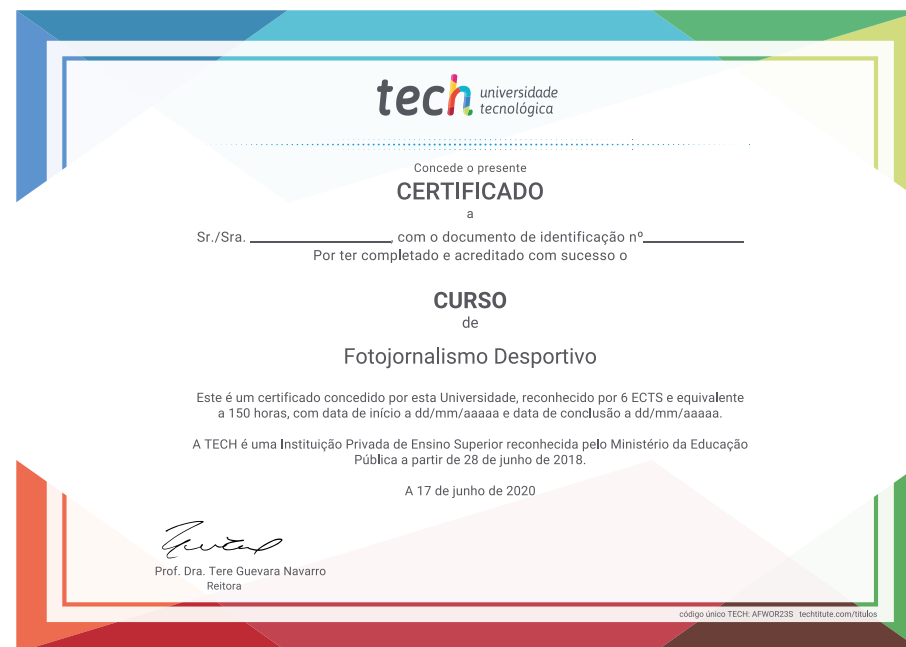 tech universidade
tecnológica
Concede o presente
CERTIFICADO
a
Sr./Sra. ____________, com o documento de identificação nº____________
Por ter completado e acreditado com sucesso o
CURSO
de
Fotojornalismo Desportivo
Este é um certificado concedido por esta Universidade, reconhecido por 6 ECTS e equivalente
a 150 horas, com data de início a dd/mm/aaaaa e data de conclusão a dd/mm/aaaaa.
A TECH é uma Instituição Privada de Ensino Superior reconhecida pelo Ministério da Educação
Pública a partir de 28 de junho de 2018.
A 17 de junho de 2020
Prof. Dra. Tere Guevara Navarro
Reitora
código único TECH: AFWOR23S techtitute.com/titulos